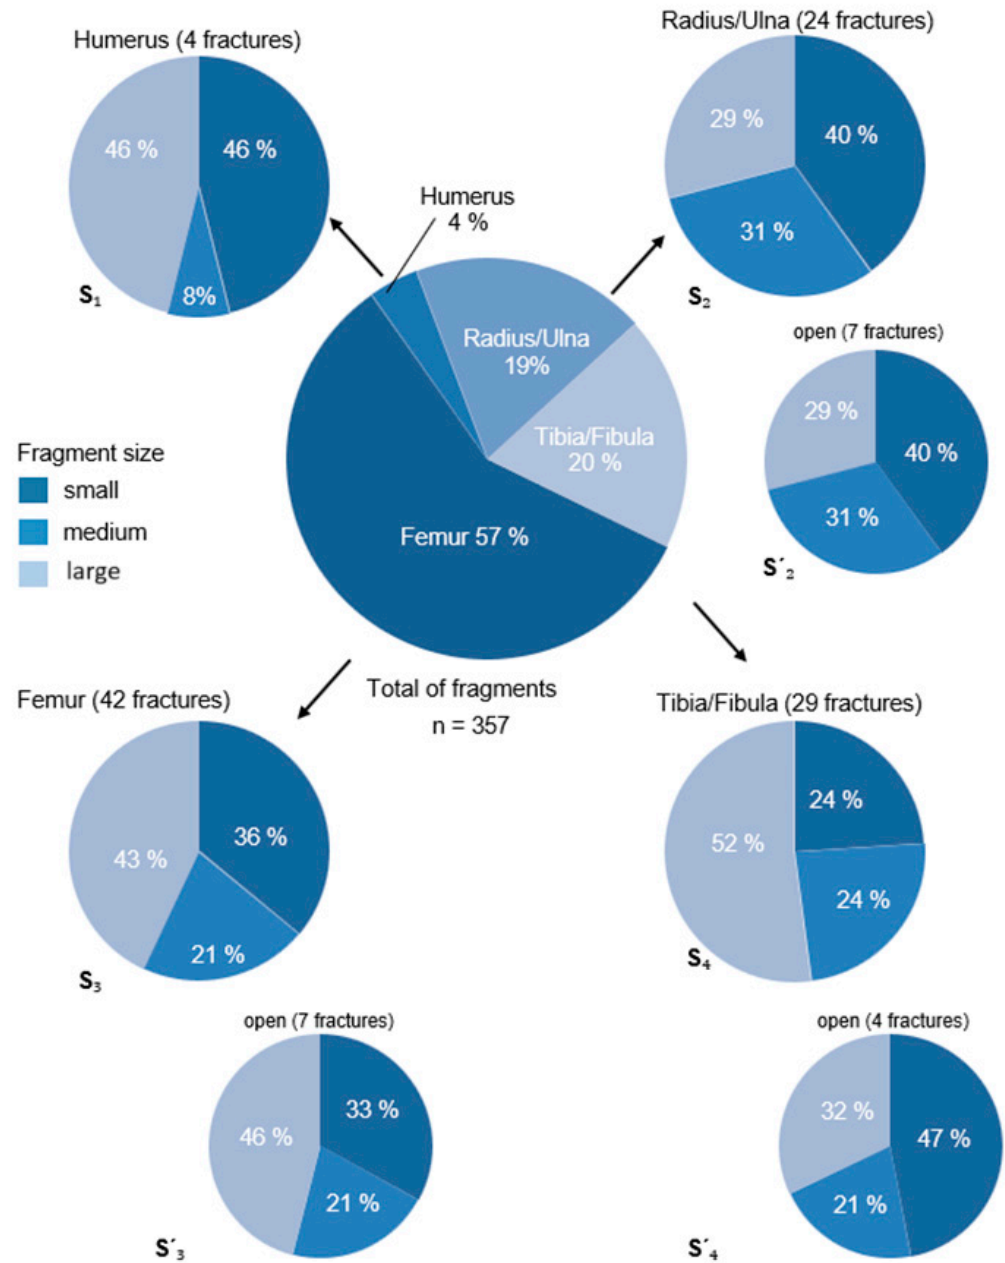 Humerus (4 fractures)
46 %
46 %
8%
S₁
Radius/Ulna (24 fractures)
29 %
40 %
31 %
S₂
Humerus
4 %
Radius/Ulna
19%
Tibia/Fibula
20 %
Femur 57 %
open (7 fractures)
29 %
40 %
31 %
S´₂
Fragment size
small
medium
large
Total of fragments
n = 357
Femur (42 fractures)
36 %
43 %
21 %
S₃
Tibia/Fibula (29 fractures)
24 %
52 %
24 %
S₄
open (7 fractures)
33 %
46 %
21 %
S´₃
open (4 fractures)
32 %
47 %
21 %
S´₄